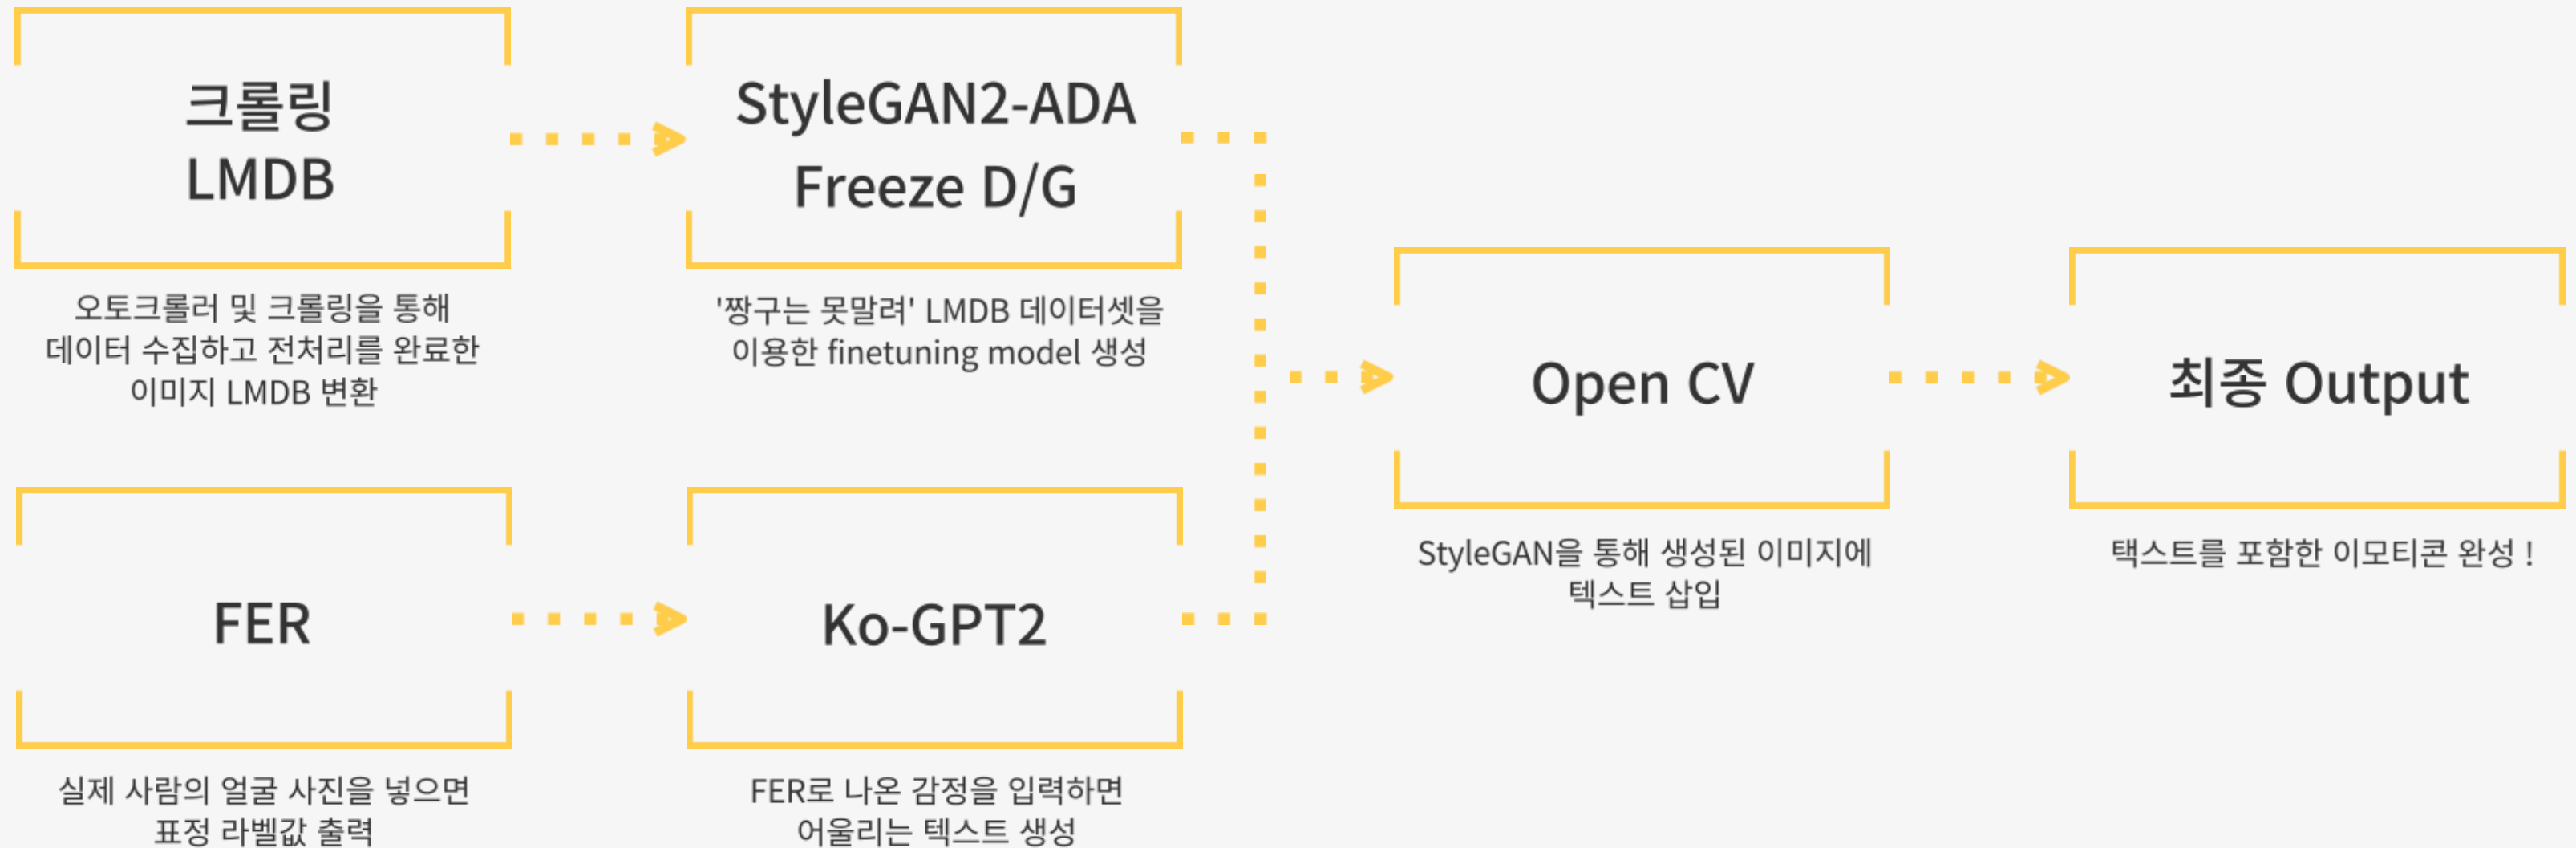 크롤링
LMDB
오토크롤러 및 크롤링을 통해
데이터 수집하고 전처리를 완료한
이미지 LMDB 변환
StyleGAN2-ADA
Freeze D/G
'짱구는 못말려' LMDB 데이터셋을
이용한 finetuning model 생성
FER
실제 사람의 얼굴 사진을 넣으면
표정 라벨값 출력
Ko-GPT2
FER로 나온 감정을 입력하면
어울리는 텍스트 생성
Open CV
StyleGAN을 통해 생성된 이미지에
텍스트 삽입
최종 Output
택스트를 포함한 이모티콘 완성 !